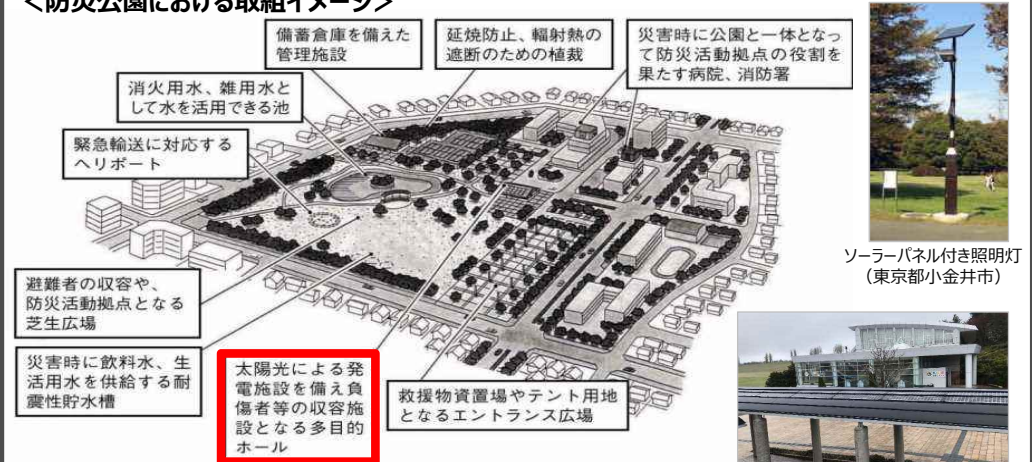 ＜防災公園における取組イメージ＞
備蓄倉庫を備えた
管理施設
延焼防止、輻射熱の
遮断のための植栽
災害時に公園と一体となっ
て防災活動拠点の役割を
果たす病院、消防署
消火用水、雑用水と
して水を活用できる池
緊急輸送に対応する
ヘリポート
ソーラーパネル付き照明灯
（東京都小金井市）
避難者の収容や、
防災活動拠点となる
芝生広場
災害時に飲料水、生
活用水を供給する耐
震性貯水槽
太陽光による発
電施設を備え負
傷者等の収容施
設となる多目的
ホール
救援物資置場やテント用地
となるエントランス広場